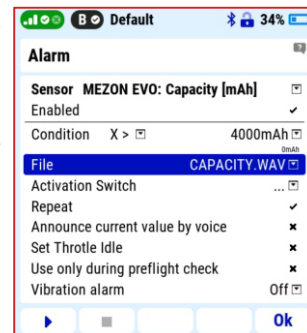 B Default 34%
Alarm
Sensor MEZON EVO: Capacity [mAh]
Enabled
Condition X > 4000mAh
0mAh
File CAPACITY.WAV
Activation Switch ...
Repeat
Announce current value by voice
Set Throtle Idle
Use only during preflight check
Vibration alarm Off
Ok